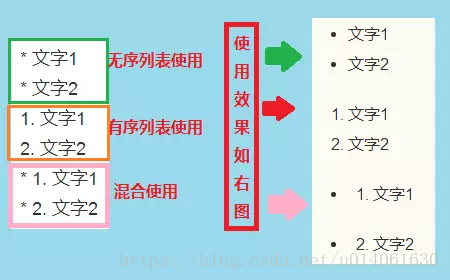 * 文字1
* 文字2
无序列表使用
1. 文字1
2. 文字2
有序列表使用
* 1. 文字1
* 2. 文字2
混合使用
使用效果如右图
• 文字1
• 文字2
1. 文字1
2. 文字2
• 1. 文字1
• 2. 文字2
https://blog.csdn.net/u014061630